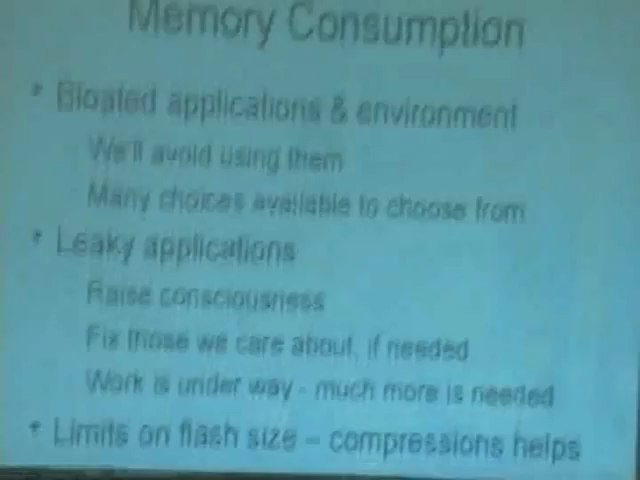 Memory Consumption
• Bloated applications & environment
We'll avoid using them
Many choices available to choose from
• Leaky applications
Raise consciousness
Fix those we care about, if needed
Work is under way - much more is needed
• Limits on flash size – compressions helps